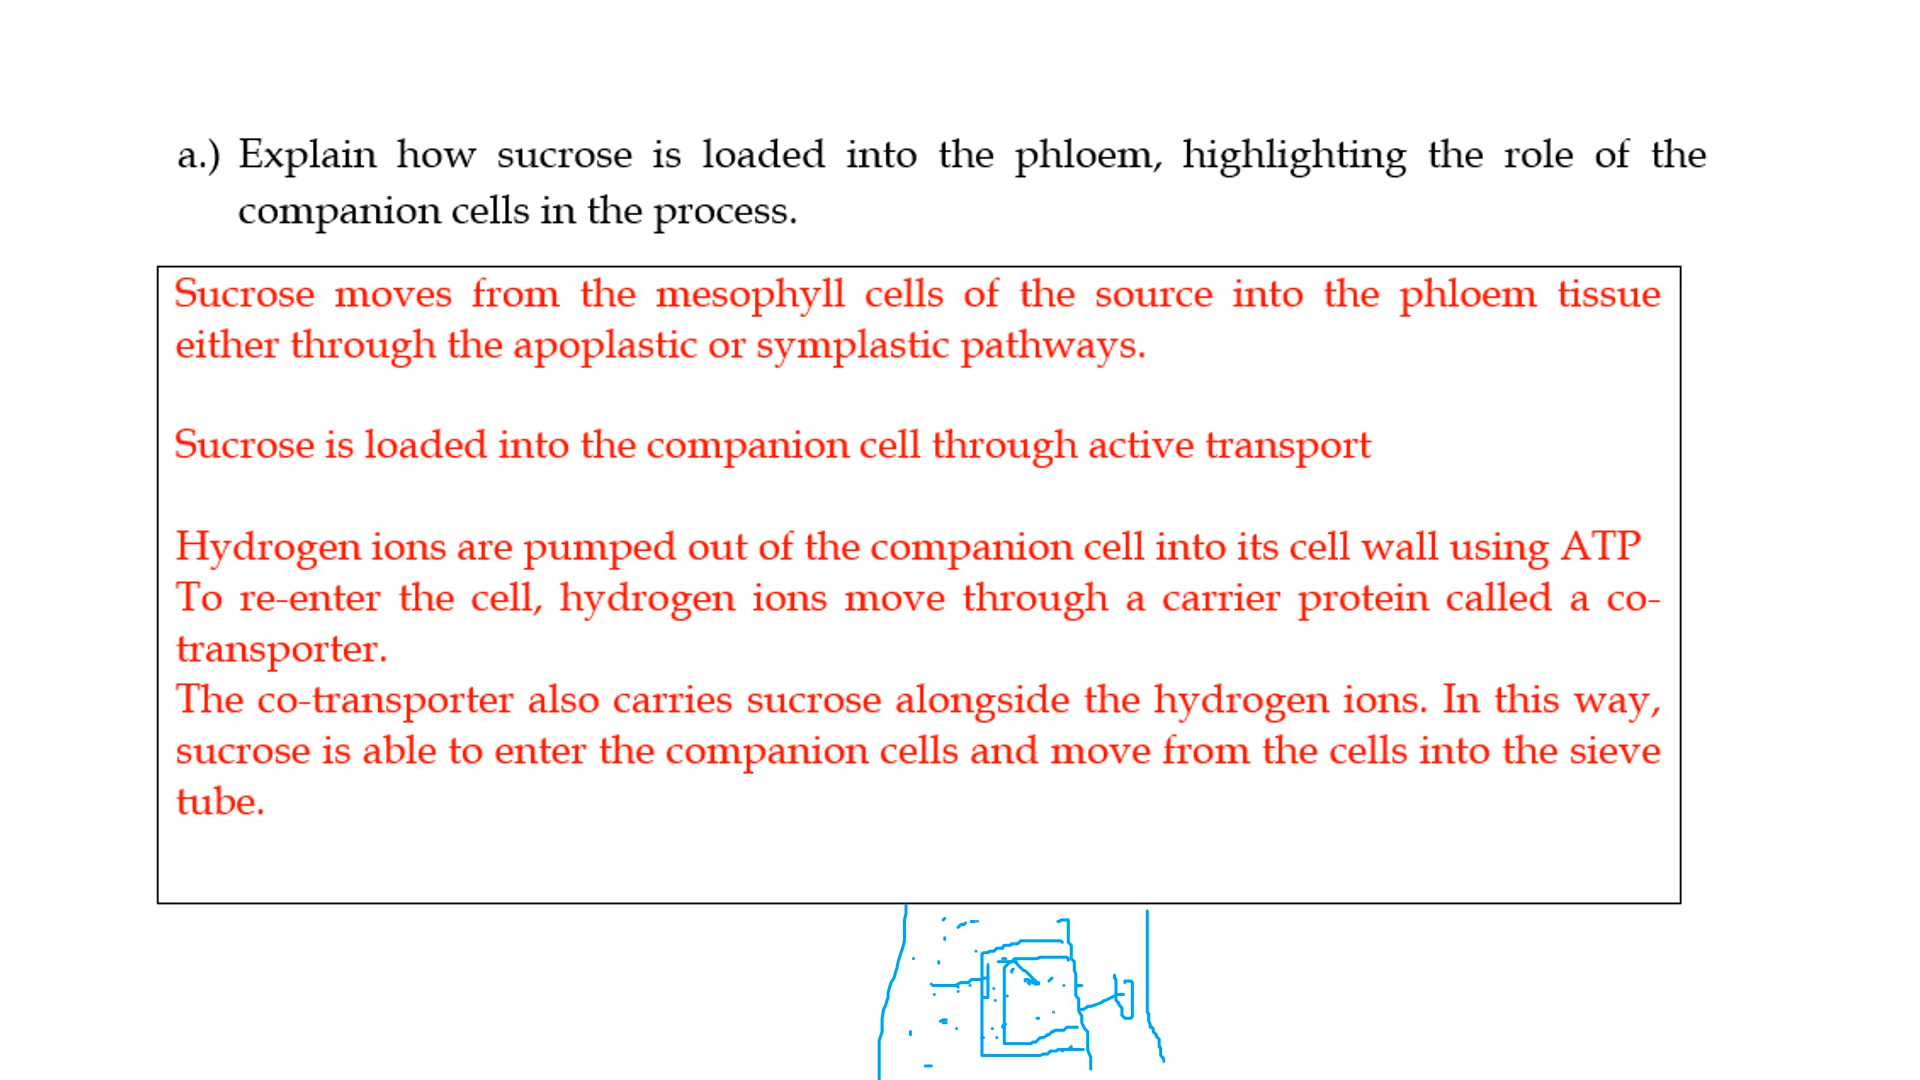 a.) Explain how sucrose is loaded into the phloem, highlighting the role of the
companion cells in the process.
Sucrose moves from the mesophyll cells of the source into the phloem tissue
either through the apoplastic or symplastic pathways.
Sucrose is loaded into the companion cell through active transport
Hydrogen ions are pumped out of the companion cell into its cell wall using ATP
To re-enter the cell, hydrogen ions move through a carrier protein called a co-
transporter.
The co-transporter also carries sucrose alongside the hydrogen ions. In this way,
sucrose is able to enter the companion cells and move from the cells into the sieve
tube.